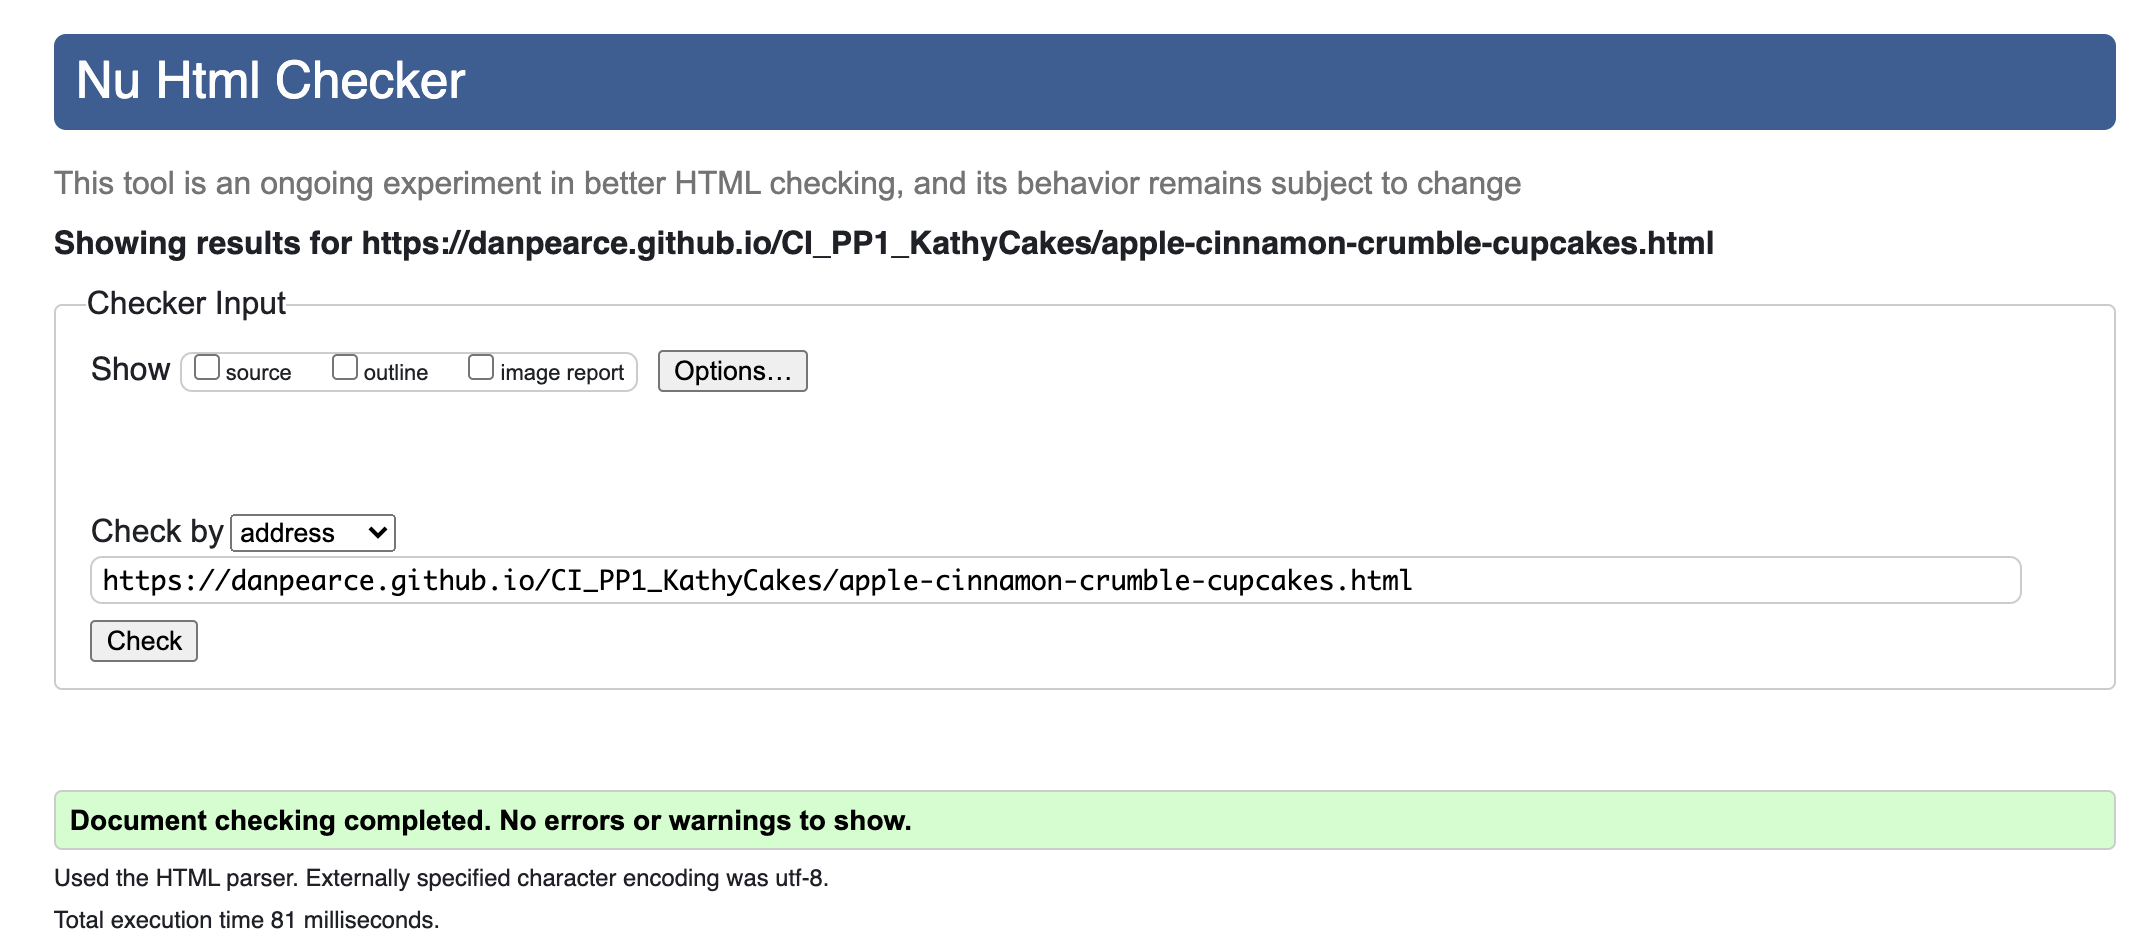 Nu Html Checker
This tool is an ongoing experiment in better HTML checking, and its behavior remains subject to change
Showing results for https://danpearce.github.io/CI_PP1_KathyCakes/apple-cinnamon-crumble-cupcakes.html
Checker Input
Show source outline image report Options...
Check by address
https://danpearce.github.io/CI_PP1_KathyCakes/apple-cinnamon-crumble-cupcakes.html
Check
Document checking completed. No errors or warnings to show.
Used the HTML parser. Externally specified character encoding was utf-8.
Total execution time 81 milliseconds.